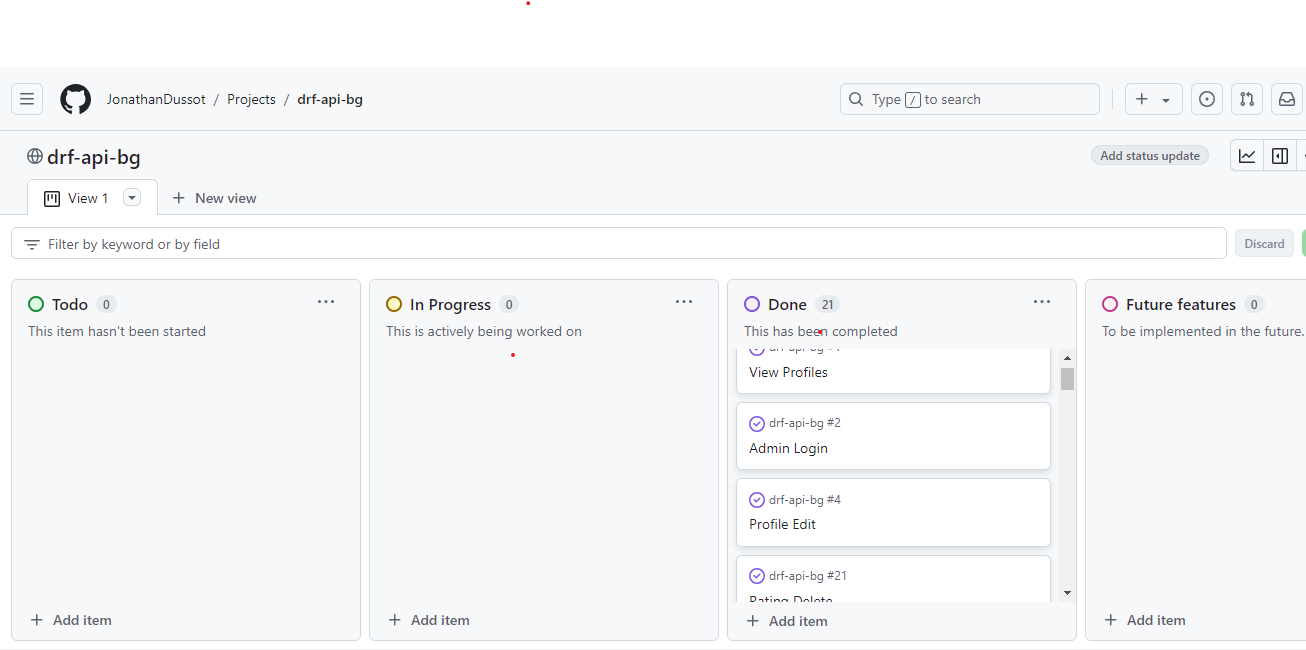 JonathanDussot / Projects / drf-api-bg
Type / to search
drf-api-bg
Add status update
View 1
New view
Filter by keyword or by field
Discard
Todo 0
This item hasn't been started
Add item
In Progress 0
This is actively being worked on
Add item
Done 21
This has been completed
View Profiles
drf-api-bg #2
Admin Login
drf-api-bg #4
Profile Edit
drf-api-bg #21
Rating Delete
Add item
Future features 0
To be implemented in the future.
Add item